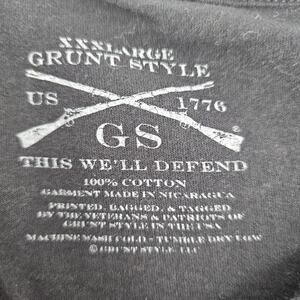 XXXLARGE
GRUNT STYLE
US 1776
GS
®
THIS WE'LL DEFEND
100% COTTON
GARMENT MADE IN NICARAGUA
PRINTED, BAGGED, & TAGGED
BY THE VETERANS & PATRIOTS OF
GRUNT STYLE IN THE USA
MACHINE WASH COLD - TUMBLE DRY LOW
© GRUNT STYLE, LLC